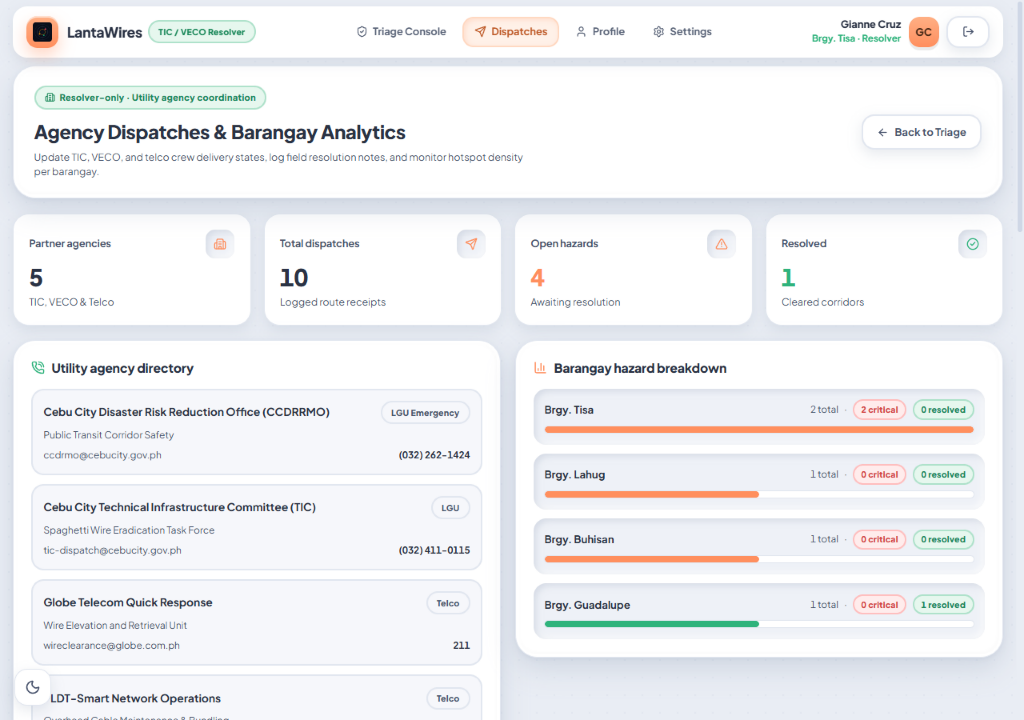 LantaWires
TIC / VECO Resolver
Triage Console
Dispatches
Profile
Settings
Gianne Cruz
Brgy. Tisa · Resolver
GC
Resolver-only · Utility agency coordination
Agency Dispatches & Barangay Analytics
Update TIC, VECO, and telco crew delivery states, log field resolution notes, and monitor hotspot density
per barangay.
Back to Triage
Partner agencies
5
TIC, VECO & Telco
Total dispatches
10
Logged route receipts
Open hazards
4
Awaiting resolution
Resolved
1
Cleared corridors
Utility agency directory
Cebu City Disaster Risk Reduction Office (CCDRRMO)
LGU Emergency
Public Transit Corridor Safety
ccdrmo@cebucity.gov.ph
(032) 262-1424
Cebu City Technical Infrastructure Committee (TIC)
LGU
Spaghetti Wire Eradication Task Force
tic-dispatch@cebucity.gov.ph
(032) 411-0115
Globe Telecom Quick Response
Telco
Wire Elevation and Retrieval Unit
wireclearance@globe.com.ph
211
LDT-Smart Network Operations
Telco
Overhead Cable Maintenance & Bundling
Barangay hazard breakdown
Brgy. Tisa
2 total ·
2 critical
0 resolved
Brgy. Lahug
1 total ·
0 critical
0 resolved
Brgy. Buhisan
1 total ·
0 critical
0 resolved
Brgy. Guadalupe
1 total ·
0 critical
1 resolved